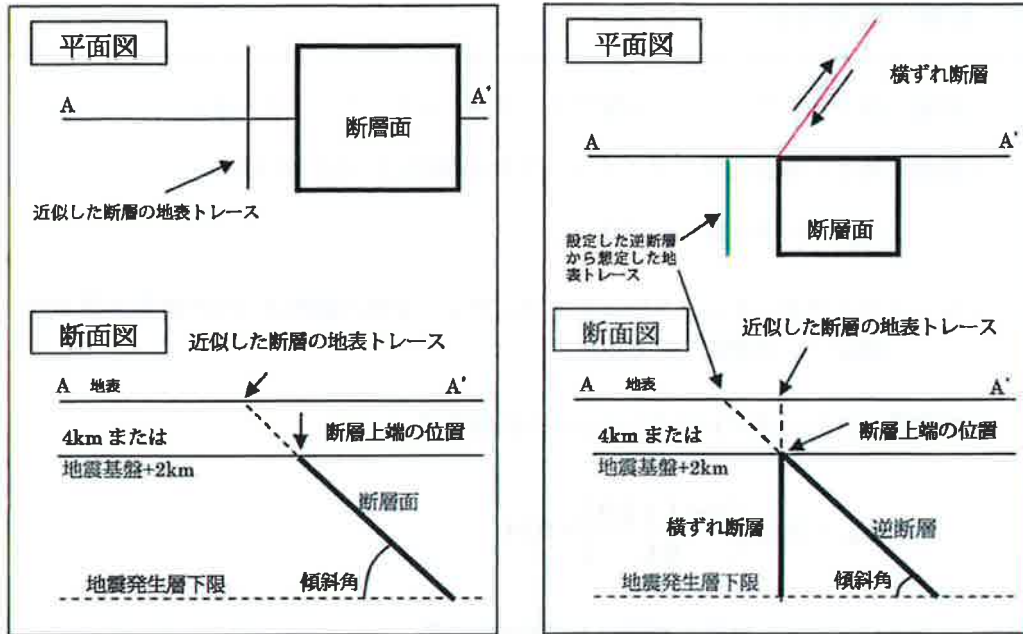 平面図
A
A'
断層面
近似した断層の地表トレース
断面図
近似した断層の地表トレース
A 地表
A'
4km または
地震基盤+2km
断層上端の位置
断層面
傾斜角
地震発生層下限
平面図
横ずれ断層
A
A'
断層面
設定した逆断層
から想定した地
表トレース
断面図
近似した断層の地表トレース
A 地表
A'
4km または
地震基盤+2km
断層上端の位置
横ずれ断層
逆断層
傾斜角
地震発生層下限